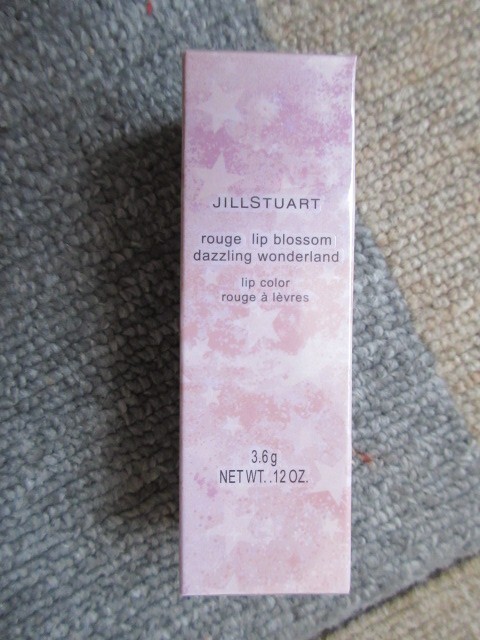 JILLSTUART
rouge lip blossom
dazzling wonderland
lip color
rouge à lèvres
3.6g
NET WT. .12 OZ.